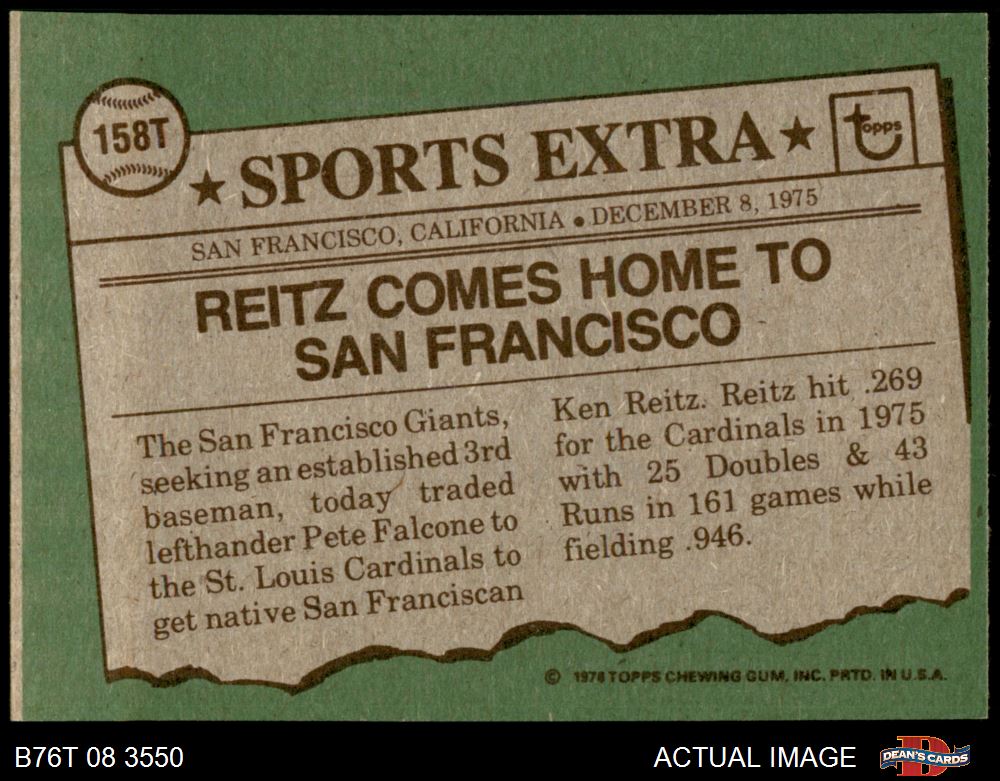 158T
★ SPORTS EXTRA ★
Topps
SAN FRANCISCO, CALIFORNIA • DECEMBER 8, 1975
REITZ COMES HOME TO
SAN FRANCISCO
The San Francisco Giants,
seeking an established 3rd
baseman, today traded
lefthander Pete Falcone to
the St. Louis Cardinals to
get native San Franciscan
Ken Reitz. Reitz hit .269
for the Cardinals in 1975
with 25 Doubles & 43
Runs in 161 games while
fielding .946.
© 1976 TOPPS CHEWING GUM, INC. PRTD. IN U.S.A.
B76T 08 3550
ACTUAL IMAGE
DEAN'S CARDS